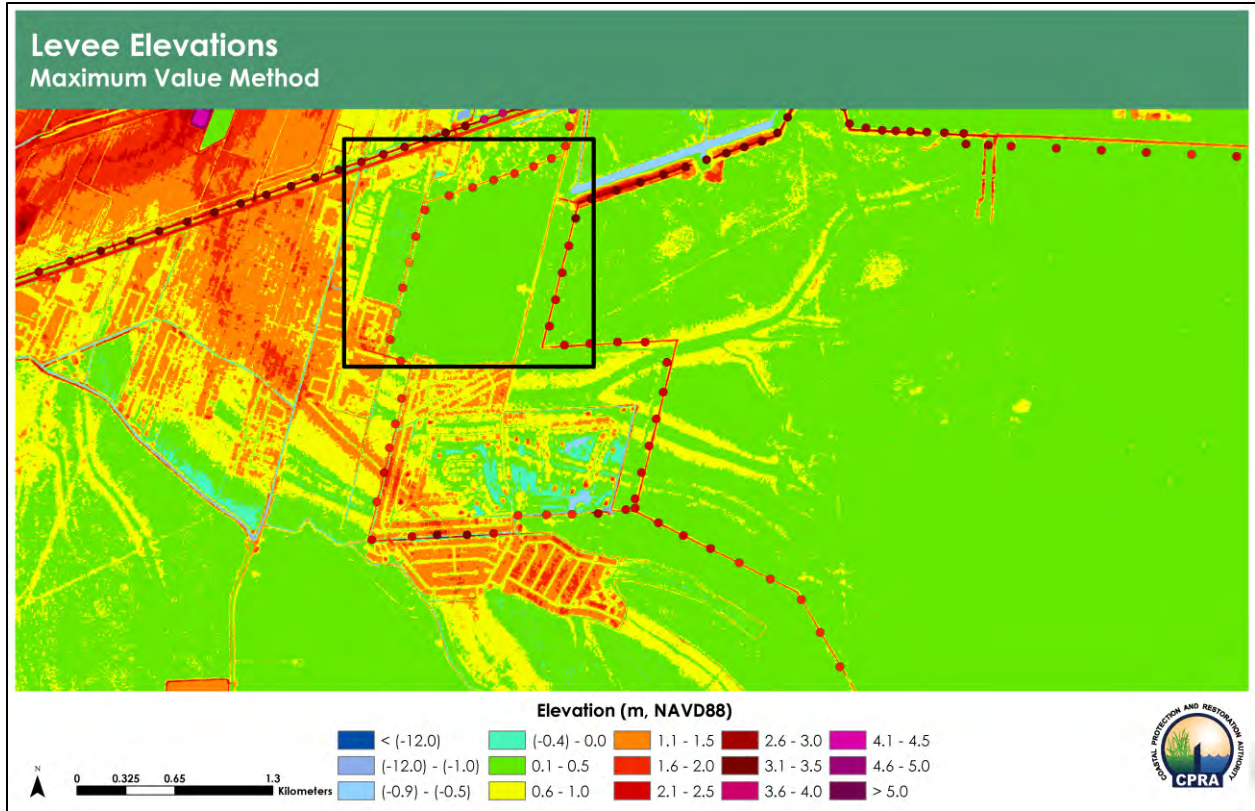 Levee Elevations
Maximum Value Method
Elevation (m, NAVD88)
< (-12.0)
(-12.0) - (-1.0)
(-0.9) - (-0.5)
(-0.4) - 0.0
0.1 - 0.5
0.6 - 1.0
1.1 - 1.5
1.6 - 2.0
2.1 - 2.5
2.6 - 3.0
3.1 - 3.5
3.6 - 4.0
4.1 - 4.5
4.6 - 5.0
> 5.0
N
0 0.325 0.65 1.3
Kilometers
COASTAL PROTECTION AND RESTORATION AUTHORITY
CPRA